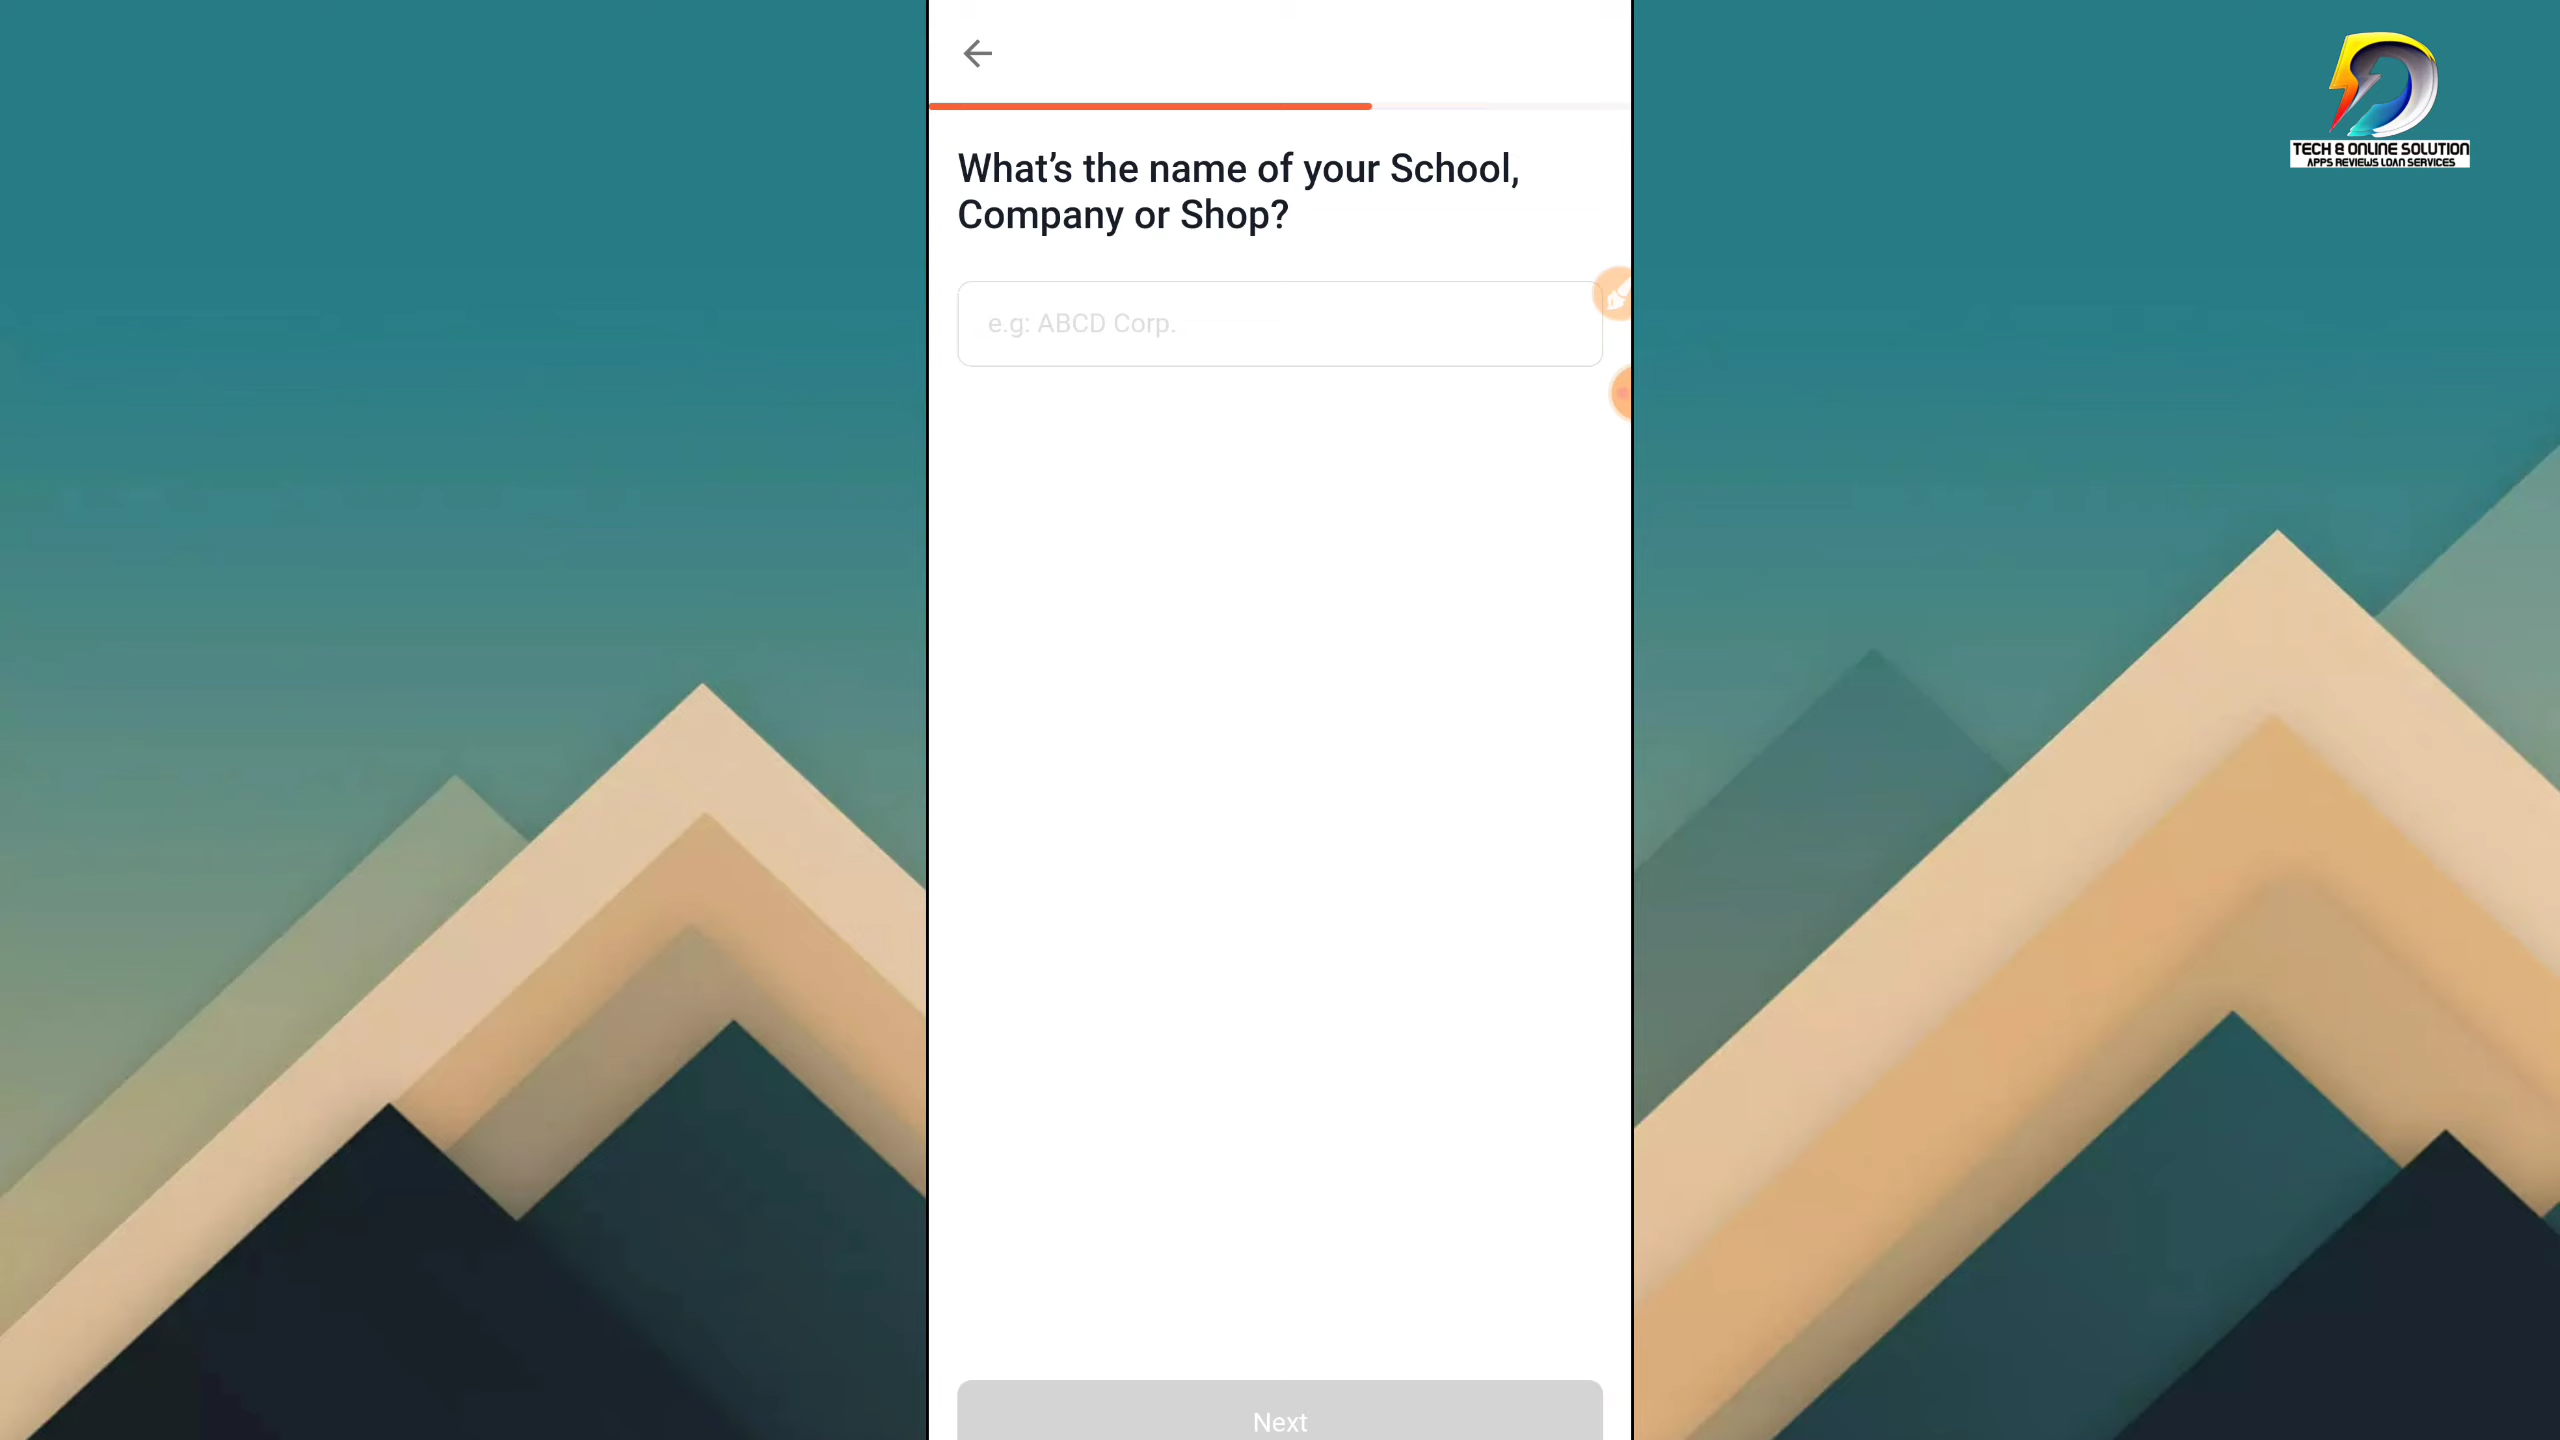 TECH & ONLINE SOLUTION
APPS REVIEWS LOAN SERVICES
What’s the name of your School,
Company or Shop?
e.g: ABCD Corp.
Next